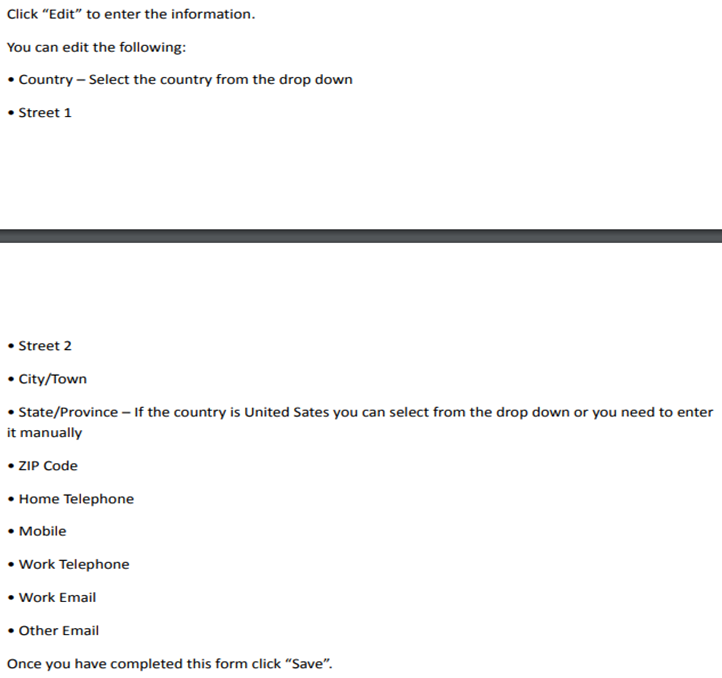 Click “Edit” to enter the information.
You can edit the following:
• Country – Select the country from the drop down
• Street 1
• Street 2
• City/Town
• State/Province – If the country is United Sates you can select from the drop down or you need to enter
it manually
• ZIP Code
• Home Telephone
• Mobile
• Work Telephone
• Work Email
• Other Email
Once you have completed this form click “Save”.